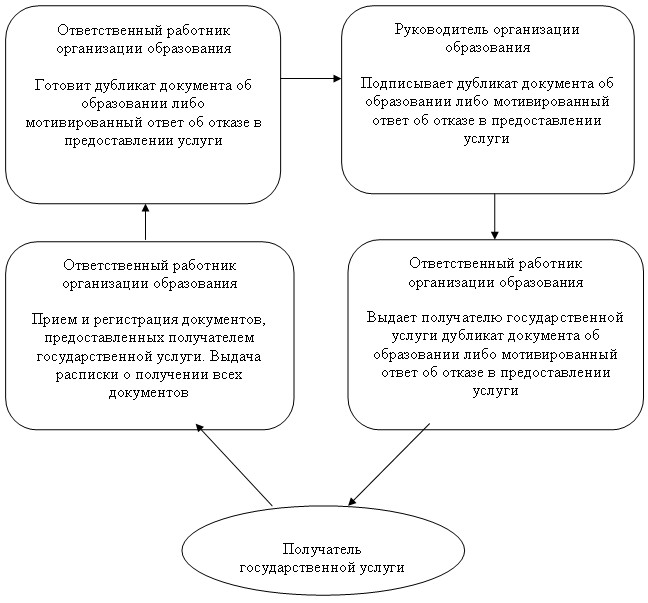 Ответственный работник
организации образования
Готовит дубликат документа об
образовании либо
мотивированный ответ об отказе в
предоставлении услуги
Руководитель организации
образования
Подписывает дубликат документа об
образовании либо мотивированный
ответ об отказе в предоставлении
услуги
Ответственный работник
организации образования
Прием и регистрация документов,
предоставленных получателем
государственной услуги. Выдача
расписки о получении всех
документов
Ответственный работник
организации образования
Выдает получателю государственной
услуги дубликат документа об
образовании либо мотивированный
ответ об отказе в предоставлении
услуги
Получатель
государственной услуги